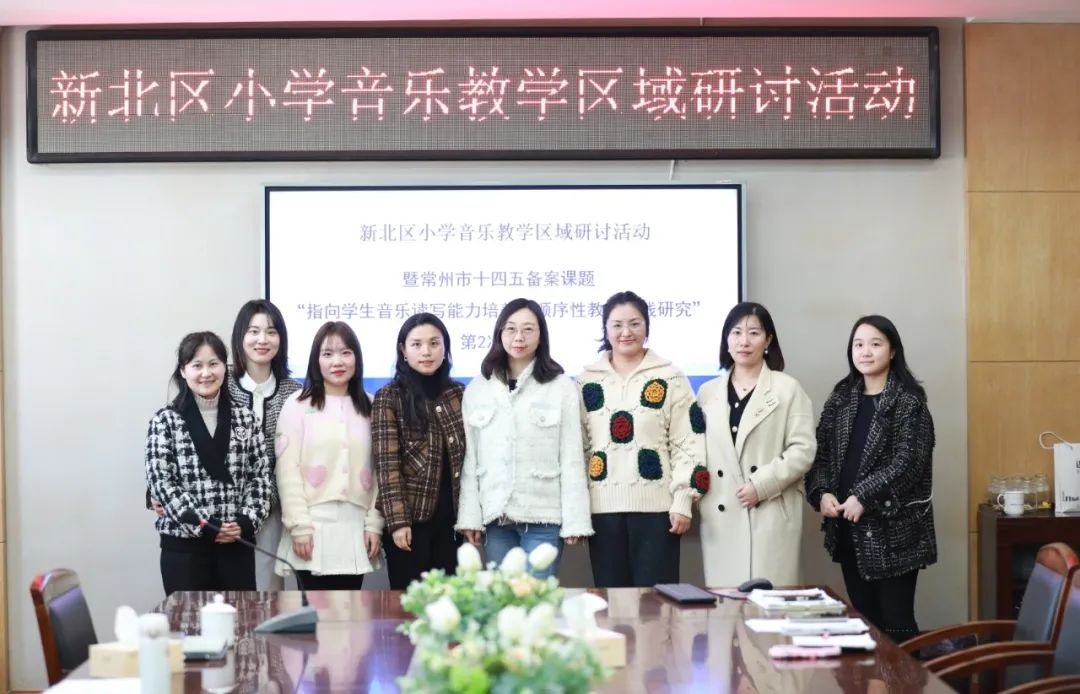 新北区小学音乐教学区域研讨活动
新北区小学音乐教学区域研讨活动
暨常州市十四五备案课题
“指向学生音乐读写能力培 顺序性教 践研究”
第2